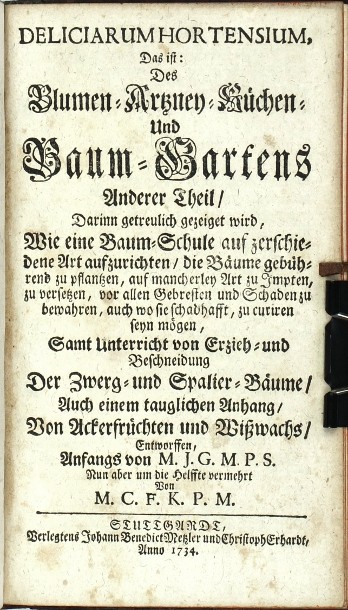 DELICIARUM HORTENSIUM,
Das ist:
Des
Blumen-Artzney-Küchen-
Und
Baum-Gartens
Anderer Theil/
Darinn getreulich gezeiget wird,
Wie eine Baum-Schule auf zerschie-
dene Art aufzurichten/ die Bäume gebüh-
rend zu pflantzen, auf mancherley Art zu Impten,
zu versetzen, vor allen Gebresten und Schaden zu
bewahren, auch wo sie schadhafft, zu curiren
seyn mögen,
Samt Unterricht von Erzieh- und
Beschneidung
Der Zwerg- und Spalier-Bäume/
Auch einem tauglichen Anhang/
Von Ackerfrüchten und Wißwachs/
Entworffen,
Anfangs von M. J. G. M. P. S.
Nun aber um die Helffte vermehrt
Von
M. C. F. K. P. M.
STUTTGARDT,
Verlegtens Johann Benedict Metzler und Christoph Erhardt,
Anno 1734.